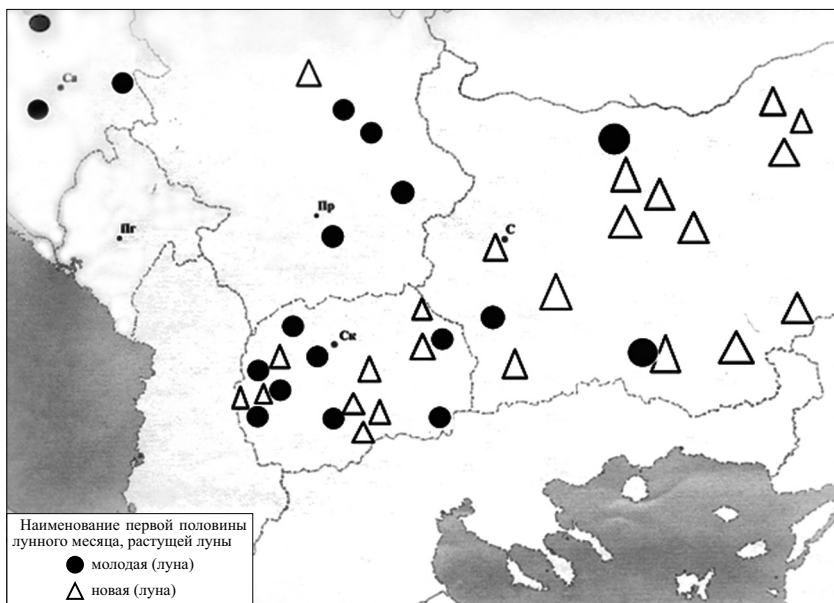 Са
Пр
Пг
С
Ск
Наименование первой половины
лунного месяца, растущей луны
молодая (луна)
новая (луна)